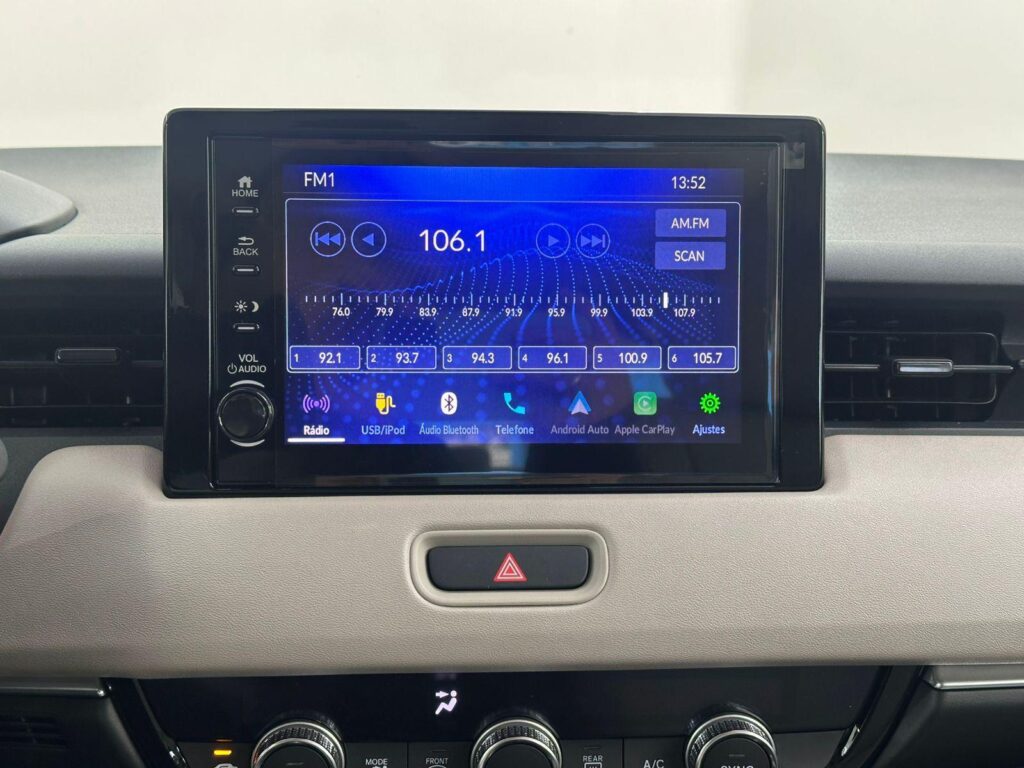 FM1
13:52
HOME
BACK
VOL
AUDIO
106.1
AM.FM
SCAN
76.0 79.9 83.9 87.9 91.9 95.9 99.9 103.9 107.9
1 92.1 2 93.7 3 94.3 4 96.1 5 100.9 6 105.7
Rádio USB/iPod Áudio Bluetooth Telefone Android Auto Apple CarPlay Ajustes
MODE FRONT REAR A/C SYNC